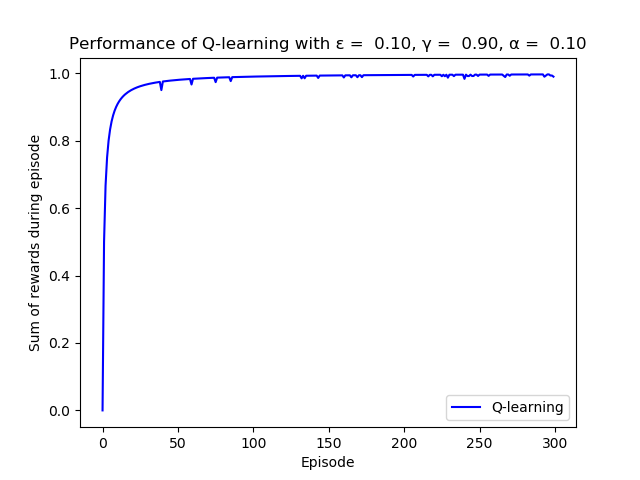 Performance of Q-learning with ε =  0.10, γ =  0.90, α =  0.10
1.0
0.8
0.6
0.4
0.2
0.0
Sum of rewards during episode
Q-learning
0 50 100 150 200 250 300
Episode